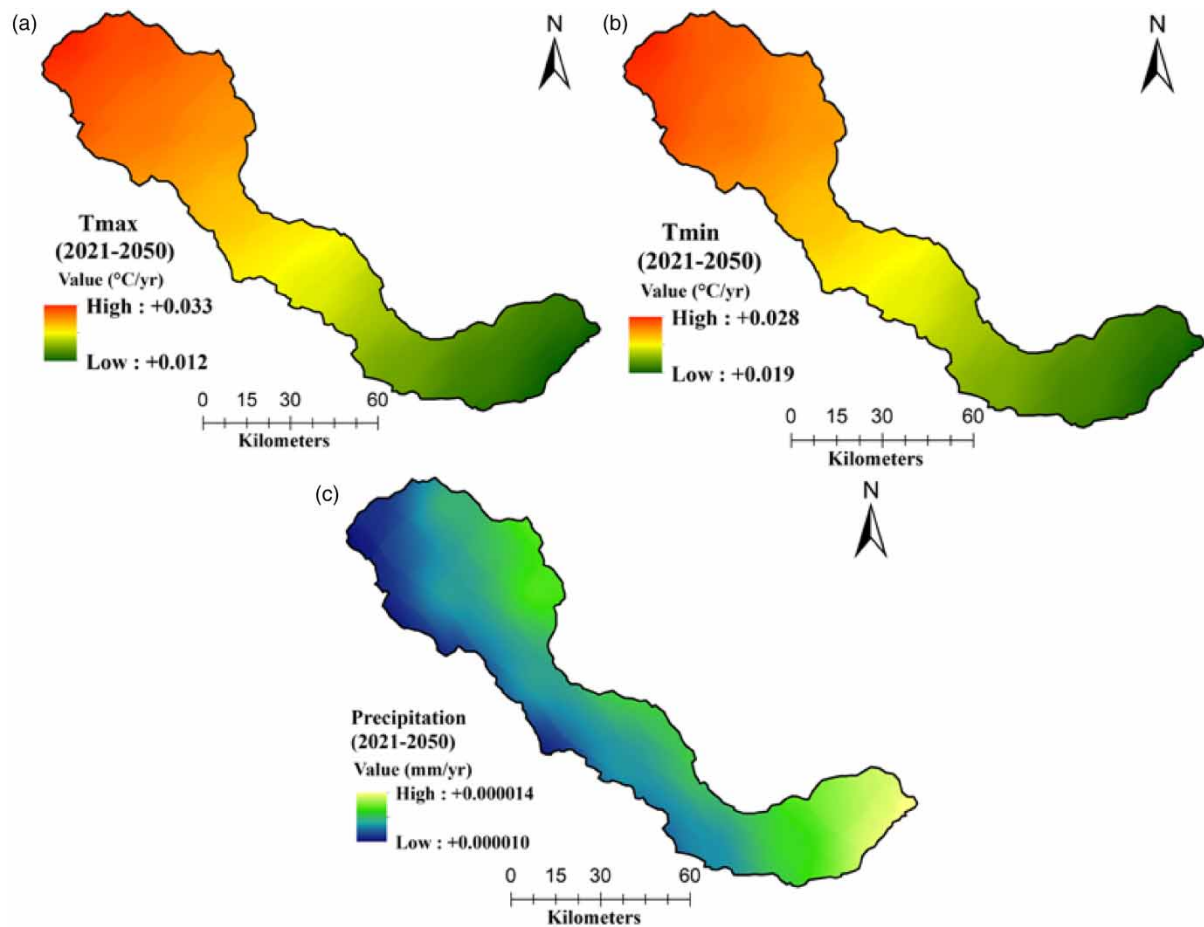 (a)
N
Tmax
(2021-2050)
Value (°C/yr)
High : +0.033
Low : +0.012
0 15 30 60
Kilometers
(b)
N
Tmin
(2021-2050)
Value (°C/yr)
High : +0.028
Low : +0.019
0 15 30 60
Kilometers
(c)
N
Precipitation
(2021-2050)
Value (mm/yr)
High : +0.000014
Low : +0.000010
0 15 30 60
Kilometers